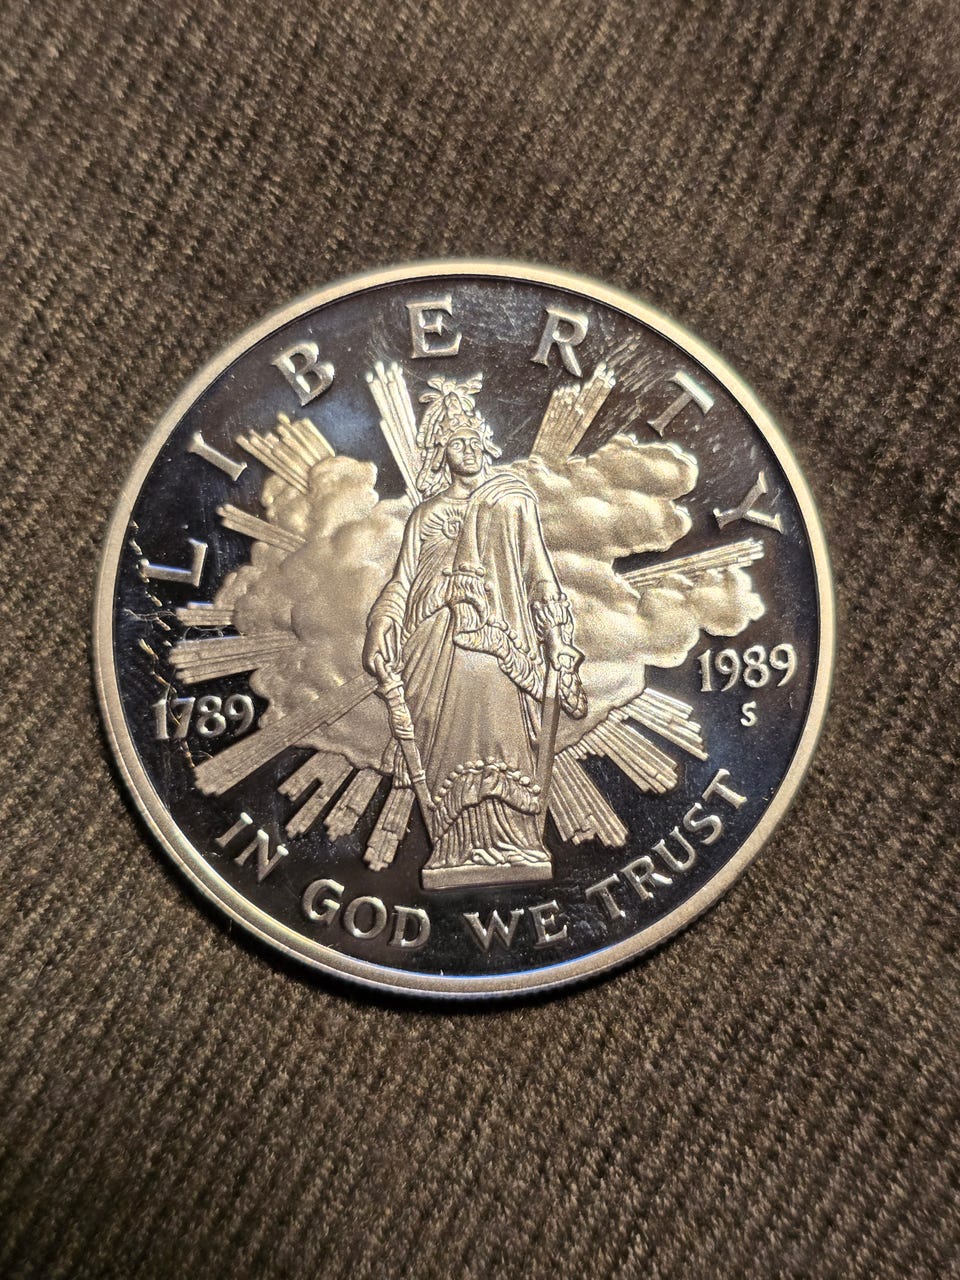 LIBERTY
1789
1989
S
IN GOD WE TRUST